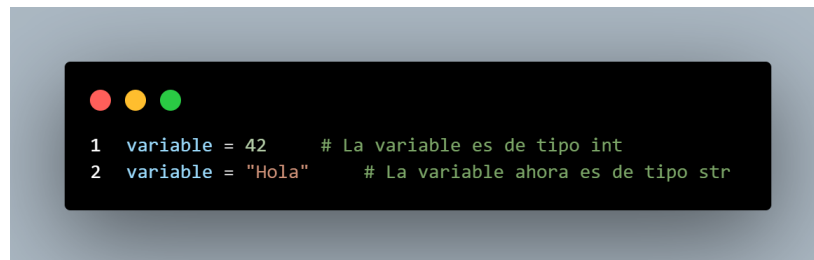 1 variable = 42 # La variable es de tipo int
2 variable = "Hola" # La variable ahora es de tipo str